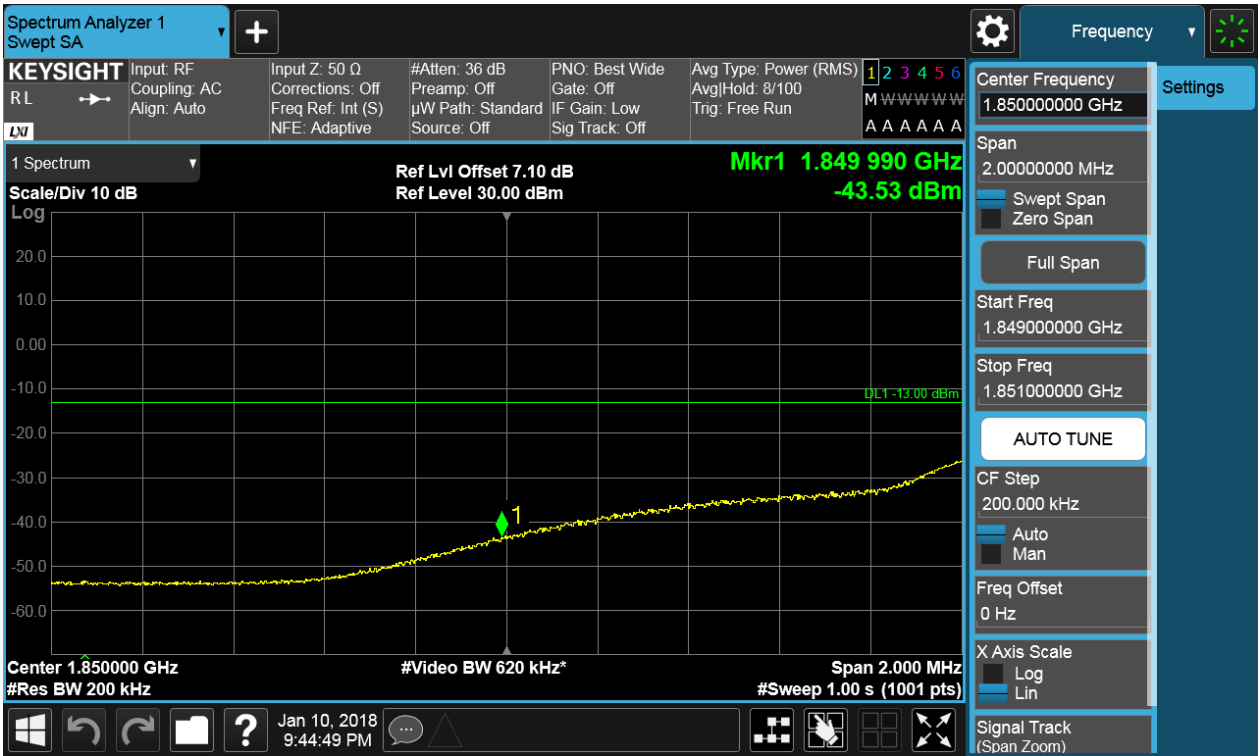 Spectrum Analyzer 1
Swept SA
+
Frequency
KEYSIGHT
R L
LXI
Input: RF
Coupling: AC
Align: Auto
Input Z: 50 Ω
Corrections: Off
Freq Ref: Int (S)
NFE: Adaptive
#Atten: 36 dB
Preamp: Off
µW Path: Standard
Source: Off
PNO: Best Wide
Gate: Off
IF Gain: Low
Sig Track: Off
Avg Type: Power (RMS)
Avg|Hold: 8/100
Trig: Free Run
1 2 3 4 5 6
M W W W W W
A A A A A A
1 Spectrum
Scale/Div 10 dB
Log
Ref Lvl Offset 7.10 dB
Ref Level 30.00 dBm
Mkr1 1.849 990 GHz
-43.53 dBm
20.0
10.0
0.00
-10.0
DL1 -13.00 dBm
-20.0
-30.0
-40.0
1
-50.0
-60.0
Center 1.850000 GHz
#Res BW 200 kHz
#Video BW 620 kHz*
Span 2.000 MHz
#Sweep 1.00 s (1001 pts)
Center Frequency
1.850000000 GHz
Span
2.00000000 MHz
Swept Span
Zero Span
Full Span
Start Freq
1.849000000 GHz
Stop Freq
1.851000000 GHz
AUTO TUNE
CF Step
200.000 kHz
Auto
Man
Freq Offset
0 Hz
X Axis Scale
Log
Lin
Signal Track
(Span Zoom)
Settings
?
Jan 10, 2018
9:44:49 PM